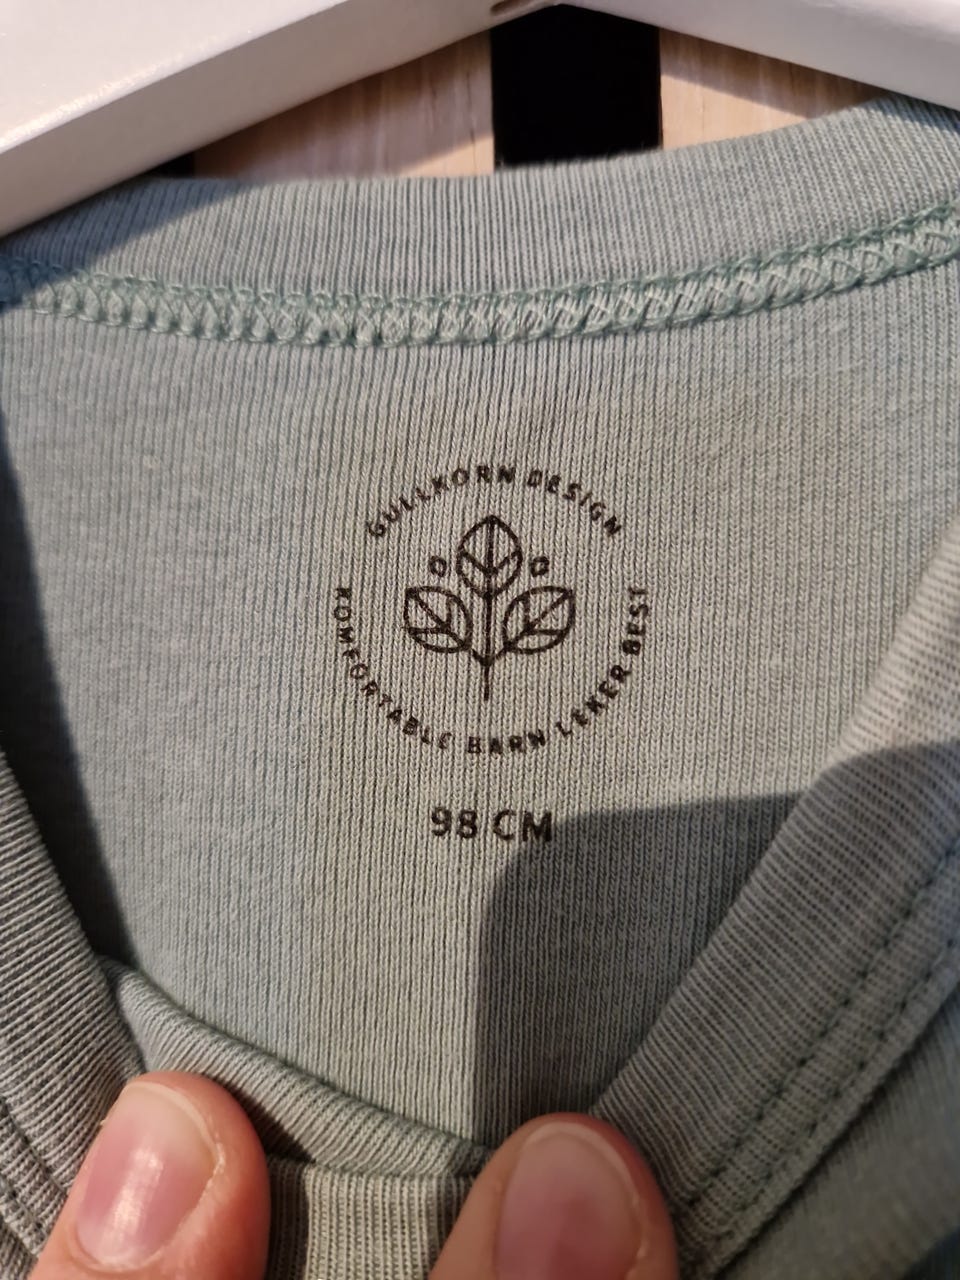 GULLKORN DESIGN
KOMFORTABLE BARN LEKER BEST
98 CM